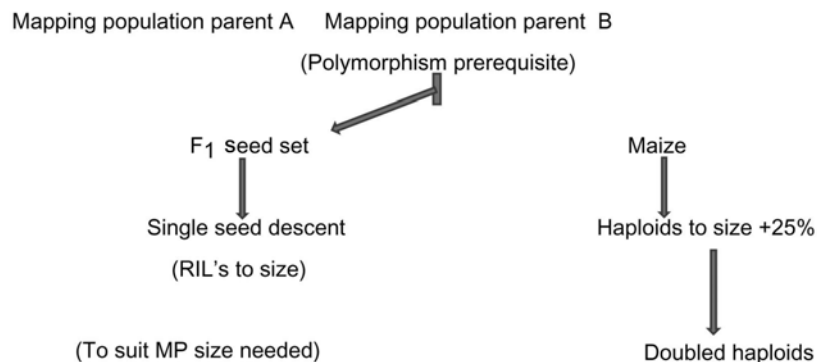 Mapping population parent A Mapping population parent B
(Polymorphism prerequisite)
F1 seed set
Maize
Single seed descent
Haploids to size +25%
(RIL's to size)
(To suit MP size needed)
Doubled haploids